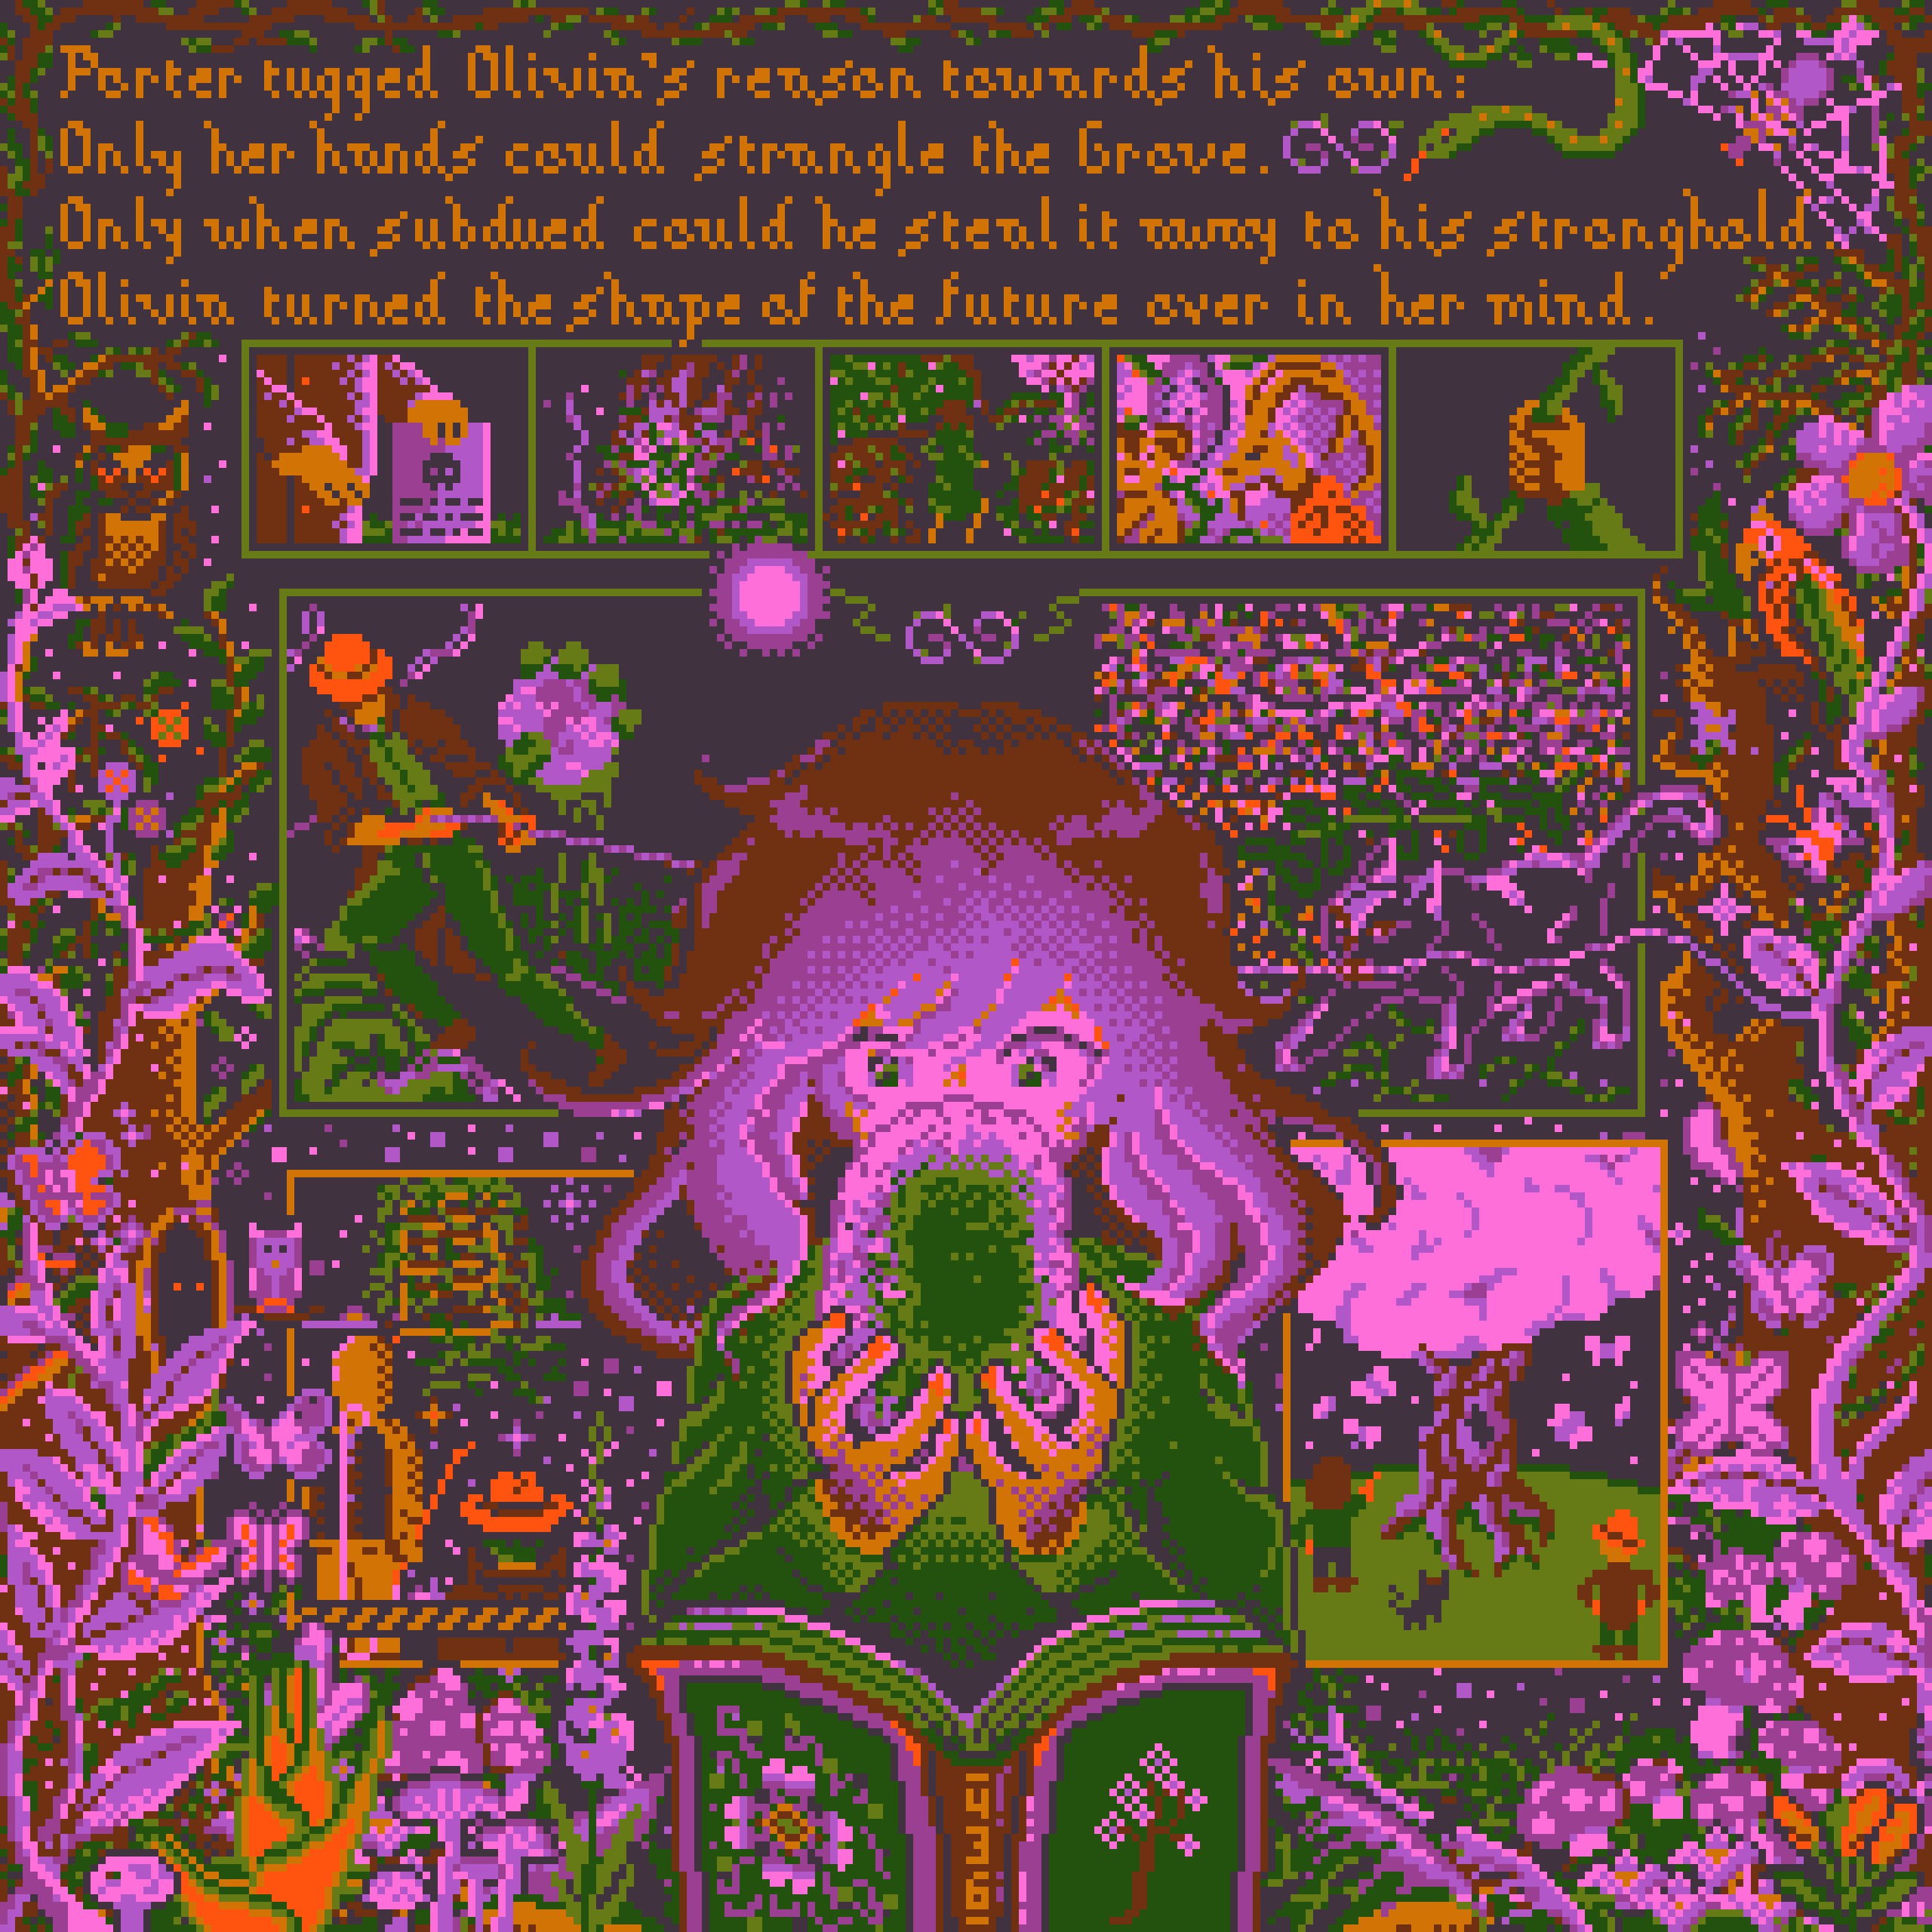 Porter tugged Olivia's reason towards his own:
Only her hands could strangle the Grove.
Only when subdued could he steal it away to his stronghold.
Olivia turned the shape of the future over in her mind.